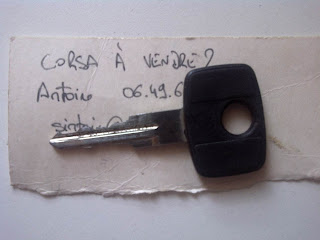 CORSA À VENDRE ?
Antoine 06.49.6